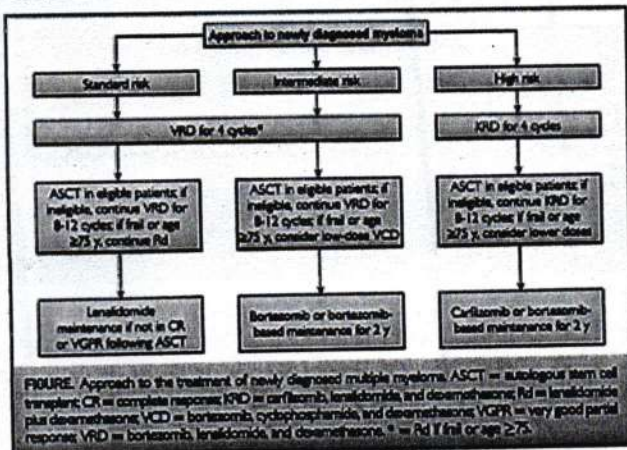 Approach to newly diagnosed myeloma
Standard risk
Intermediate risk
High risk
VRD for 4 cycles*
KRD for 4 cycles
ASCT in eligible patients; if
ineligible, continue VRD for
8-12 cycles; if frail or age
≥75 y, continue Rd
ASCT in eligible patients; if
ineligible, continue VRD for
8-12 cycles; if frail or age
≥75 y, consider low-dose VCD
ASCT in eligible patients; if
ineligible, continue KRD for
8-12 cycles; if frail or age
≥75 y, consider lower doses
Lenalidomide
maintenance if not in CR
or VGPR following ASCT
Bortezomib or bortezomib-
based maintenance for 2 y
Carfilzomib or bortezomib-
based maintenance for 2 y
FIGURE. Approach to the treatment of newly diagnosed multiple myeloma. ASCT = autologous stem cell
transplant; CR = complete response; KRD = carfilzomib, lenalidomide, and dexamethasone; Rd = lenalidomide
plus dexamethasone; VCD = bortezomib, cyclophosphamide, and dexamethasone; VGPR = very good partial
response; VRD = bortezomib, lenalidomide, and dexamethasone. * = Rd if frail or age ≥75.